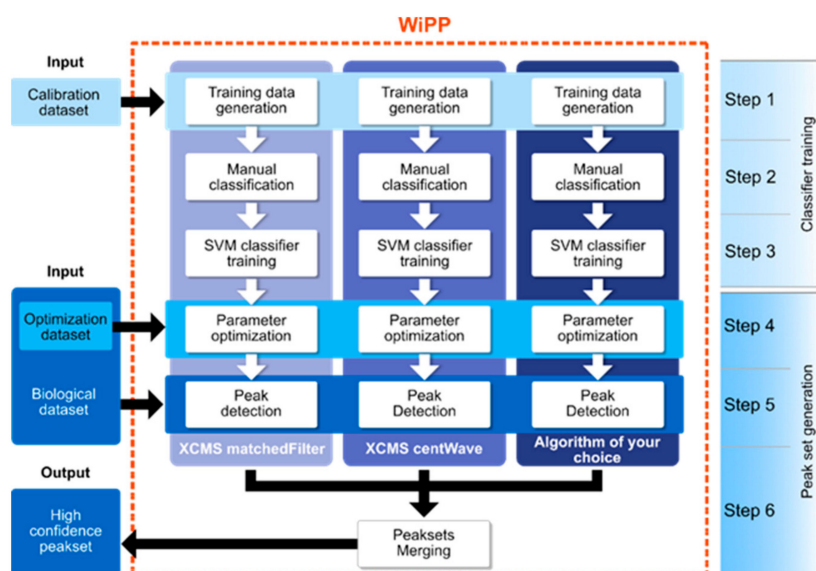 WiPP
Input
Calibration
dataset
Training data
generation
Training data
generation
Training data
generation
Step 1
Manual
classification
Manual
classification
Manual
classification
Step 2
SVM classifier
training
SVM classifier
training
SVM classifier
training
Step 3
Classifier training
Input
Optimization
dataset
Parameter
optimization
Parameter
optimization
Parameter
optimization
Step 4
Biological
dataset
Peak
detection
Peak
Detection
Peak
Detection
Step 5
XCMS matchedFilter
XCMS centWave
Algorithm of your
choice
Output
High
confidence
peakset
Peaksets
Merging
Step 6
Peak set generation